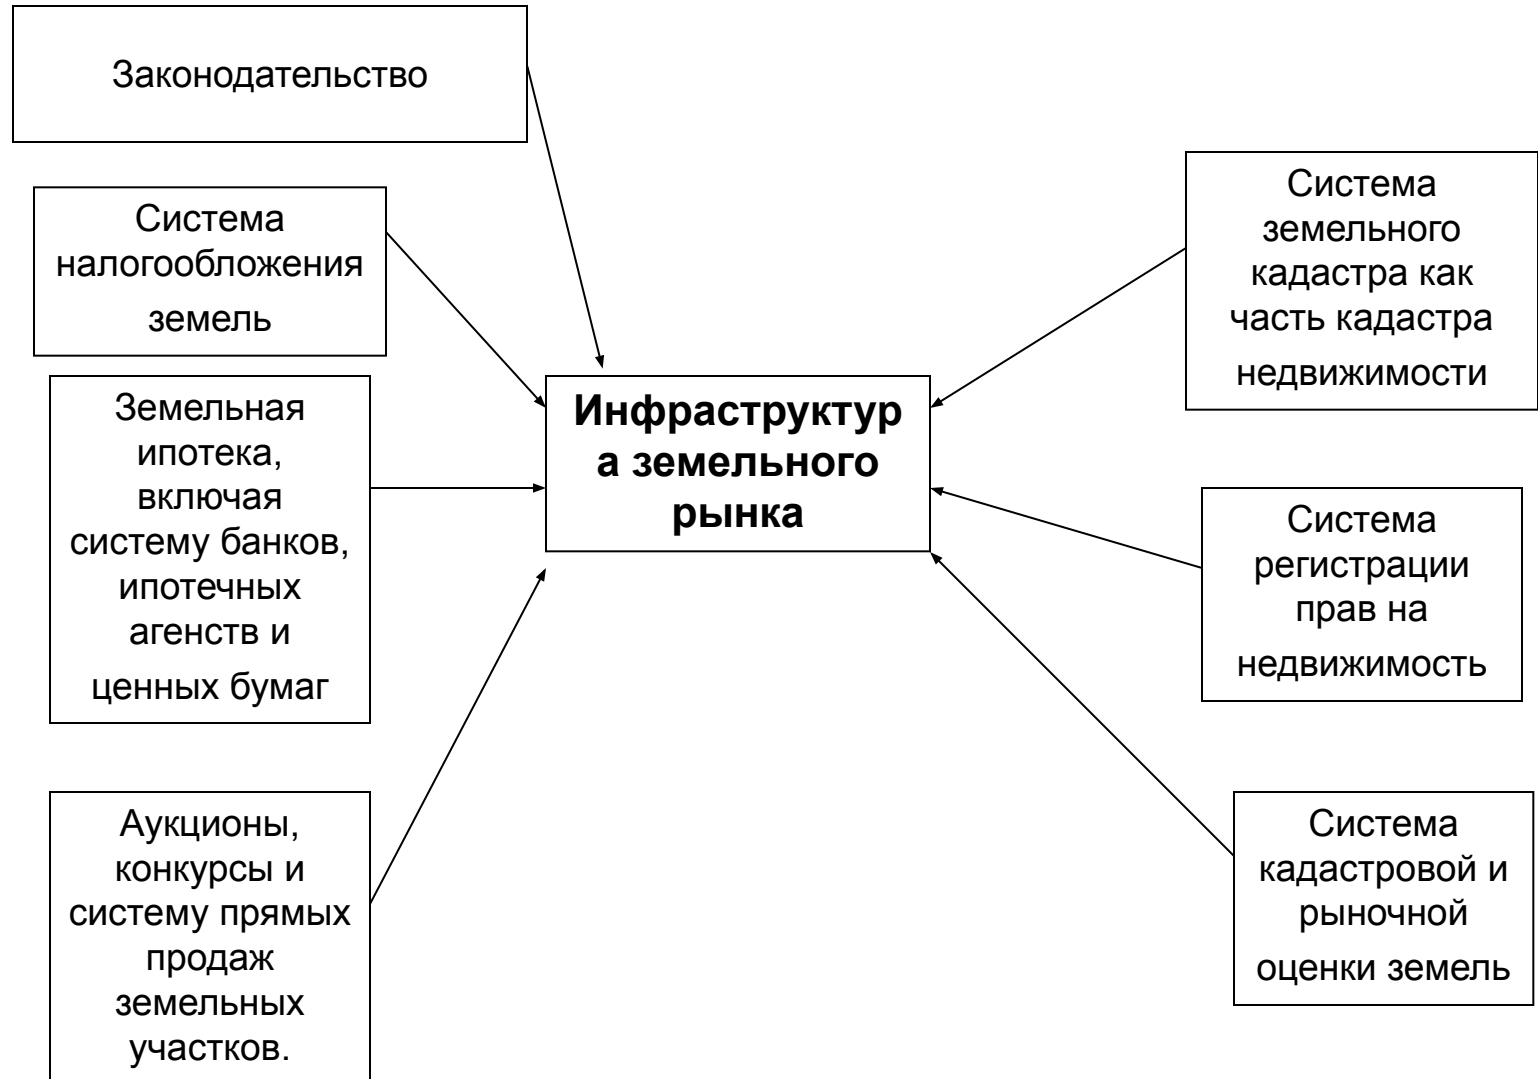 Законодательство
Система
налогообложения
земель
Земельная
ипотека,
включая
систему банков,
ипотечных
агенств и
ценных бумаг
Аукционы,
конкурсы и
систему прямых
продаж
земельных
участков.
Инфраструктур
а земельного
рынка
Система
земельного
кадастра как
часть кадастра
недвижимости
Система
регистрации
прав на
недвижимость
Система
кадастровой и
рыночной
оценки земель